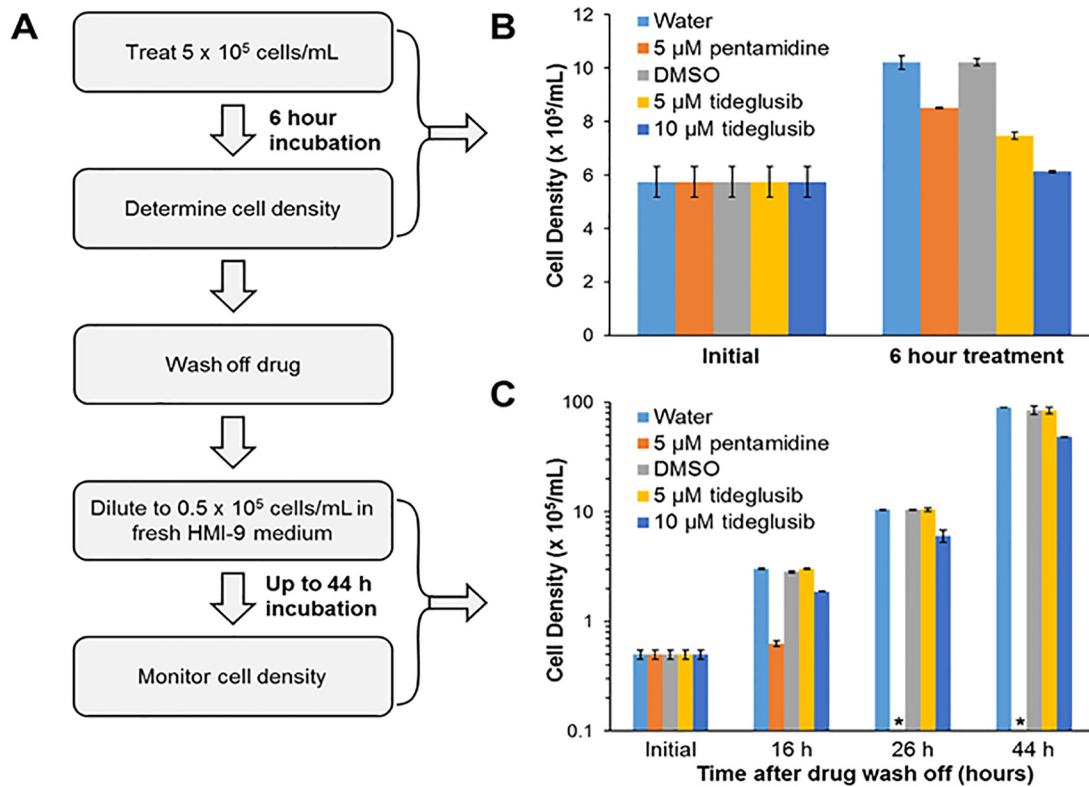 A
Treat 5 x 10⁵ cells/mL
6 hour
incubation
Determine cell density
Wash off drug
Dilute to 0.5 x 10⁵ cells/mL in
fresh HMI-9 medium
Up to 44 h
incubation
Monitor cell density
B
Water
5 µM pentamidine
DMSO
5 µM tideglusib
10 µM tideglusib
Cell Density (x 10⁵/mL)
12
10
8
6
4
2
0
Initial
6 hour treatment
C
Water
5 µM pentamidine
DMSO
5 µM tideglusib
10 µM tideglusib
Cell Density (x 10⁵/mL)
100
10
1
0.1
*
*
Initial
16 h
26 h
44 h
Time after drug wash off (hours)